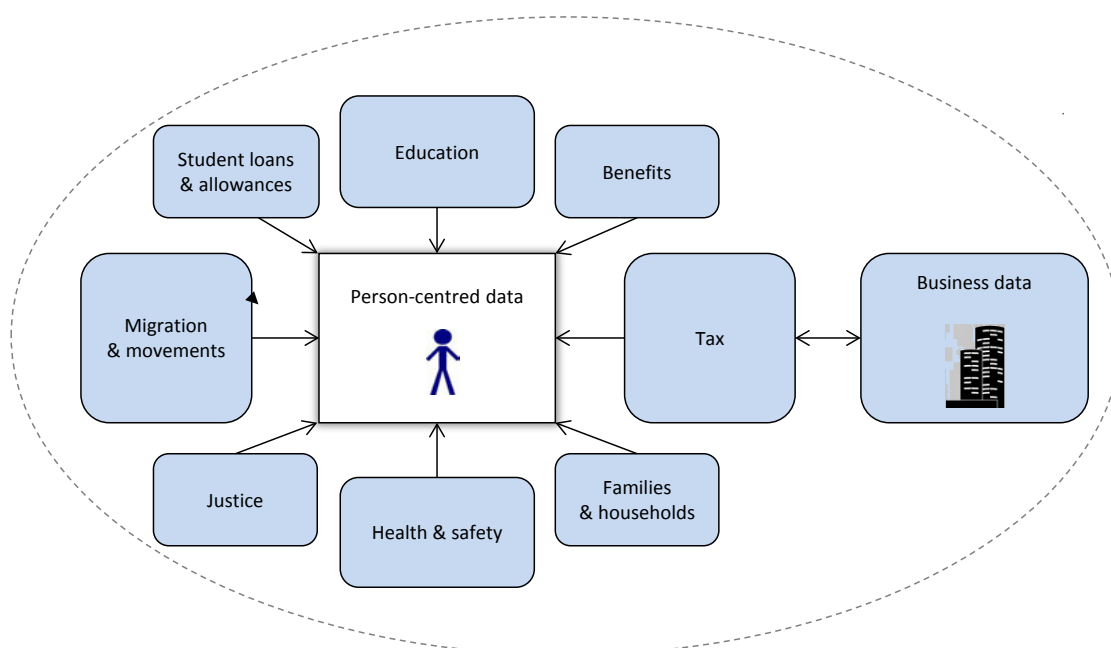 Education
Student loans
& allowances
Benefits
Person-centred data
Business data
Migration
& movements
Tax
Justice
Health & safety
Families
& households